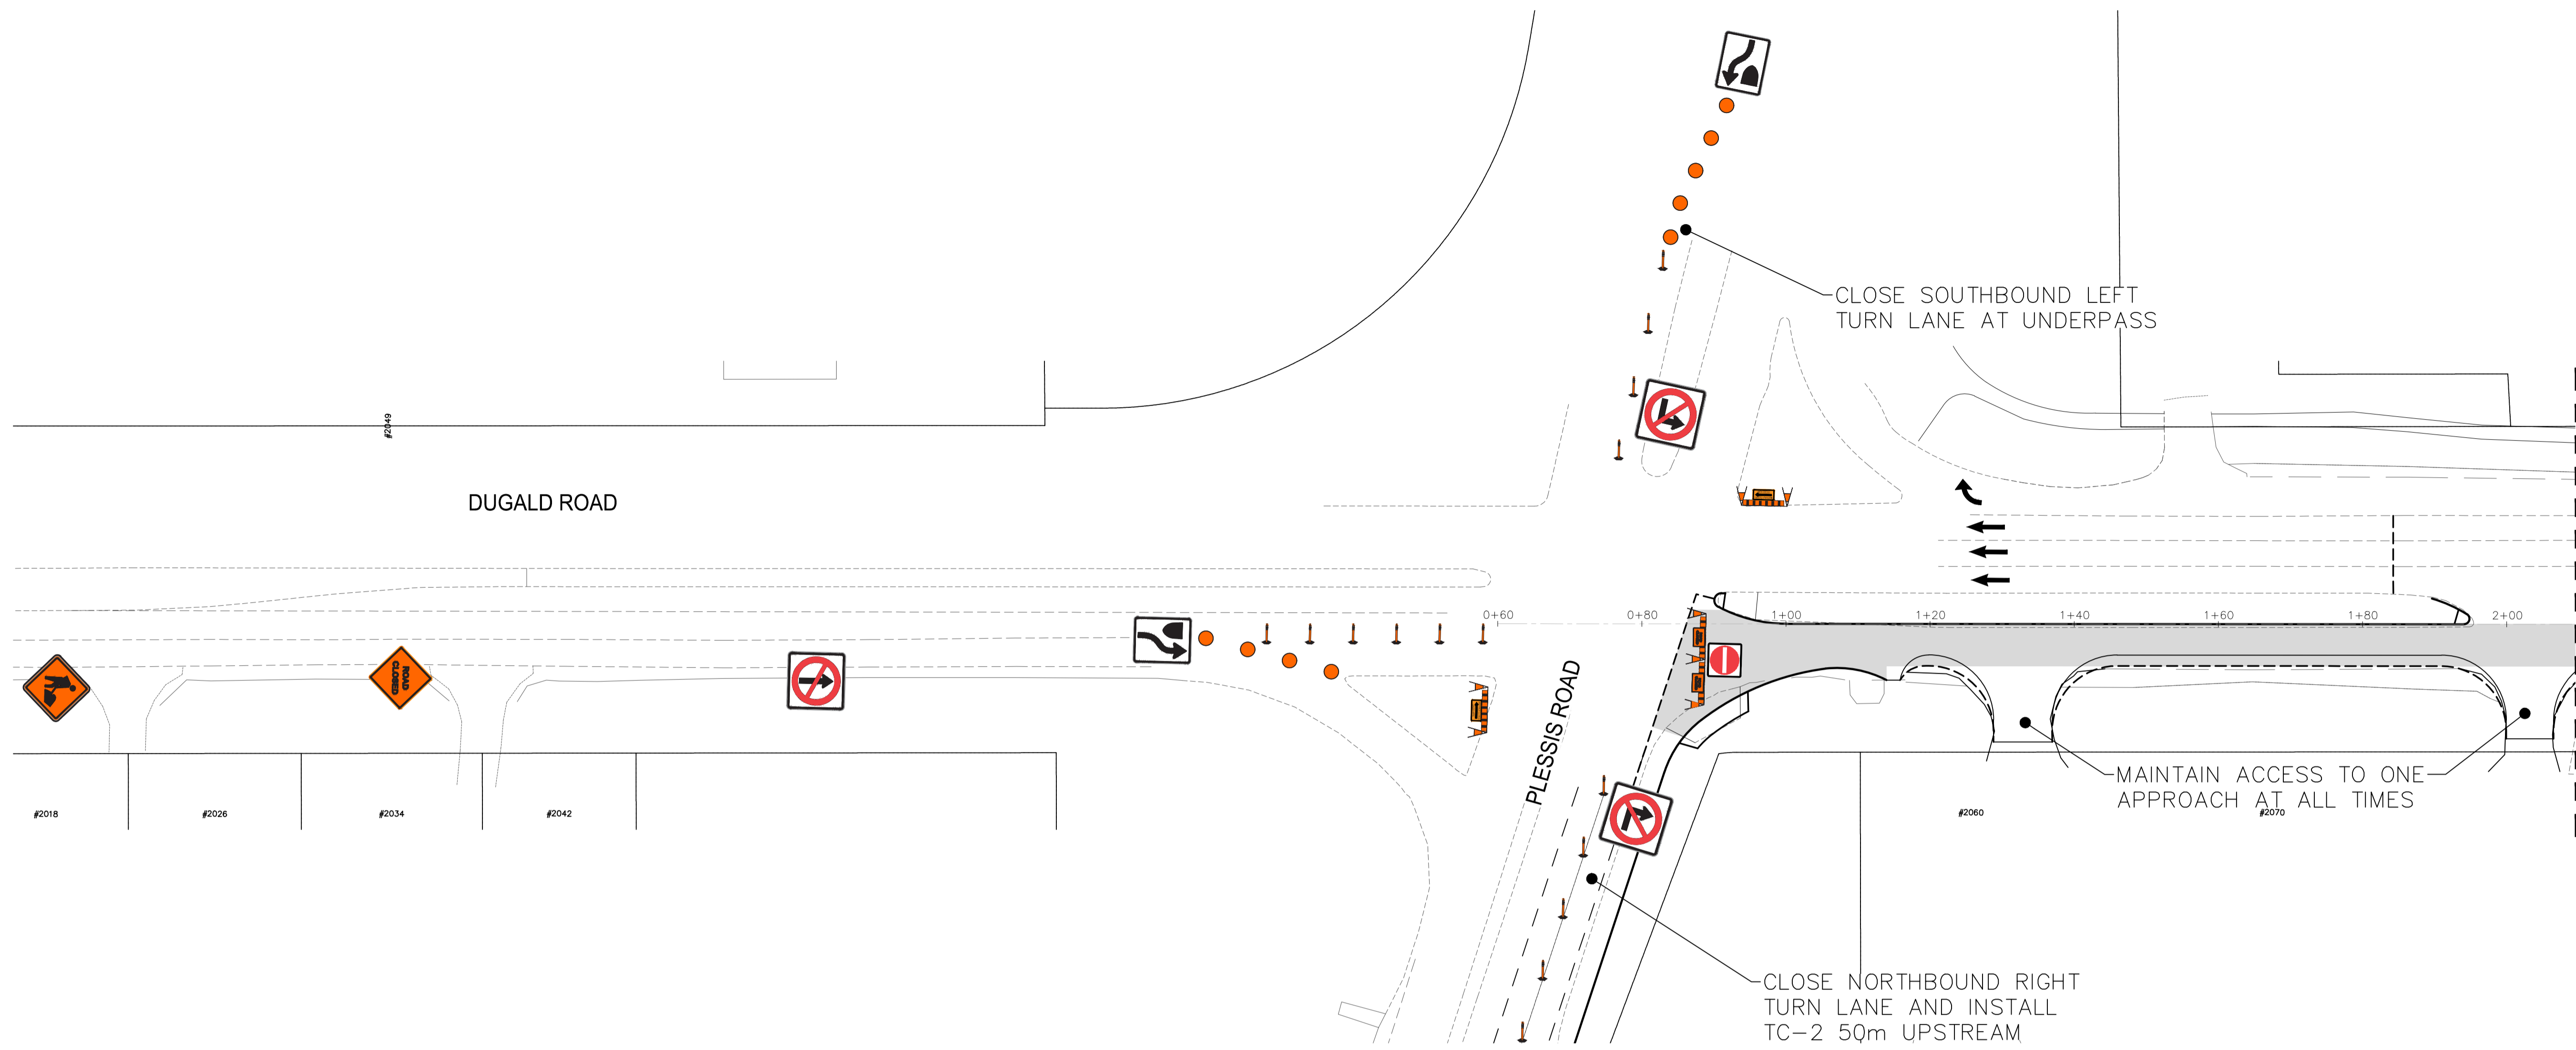 CLOSE SOUTHBOUND LEFT
TURN LANE AT UNDERPASS
#2049
DUGALD ROAD
0+60
0+80
1+00
1+20
1+40
1+60
1+80
2+00
ROAD
CLOSED
PLESSIS ROAD
MAINTAIN ACCESS TO ONE
APPROACH AT ALL TIMES
#2018
#2026
#2034
#2042
#2060
#2070
CLOSE NORTHBOUND RIGHT
TURN LANE AND INSTALL
TC-2 50m UPSTREAM